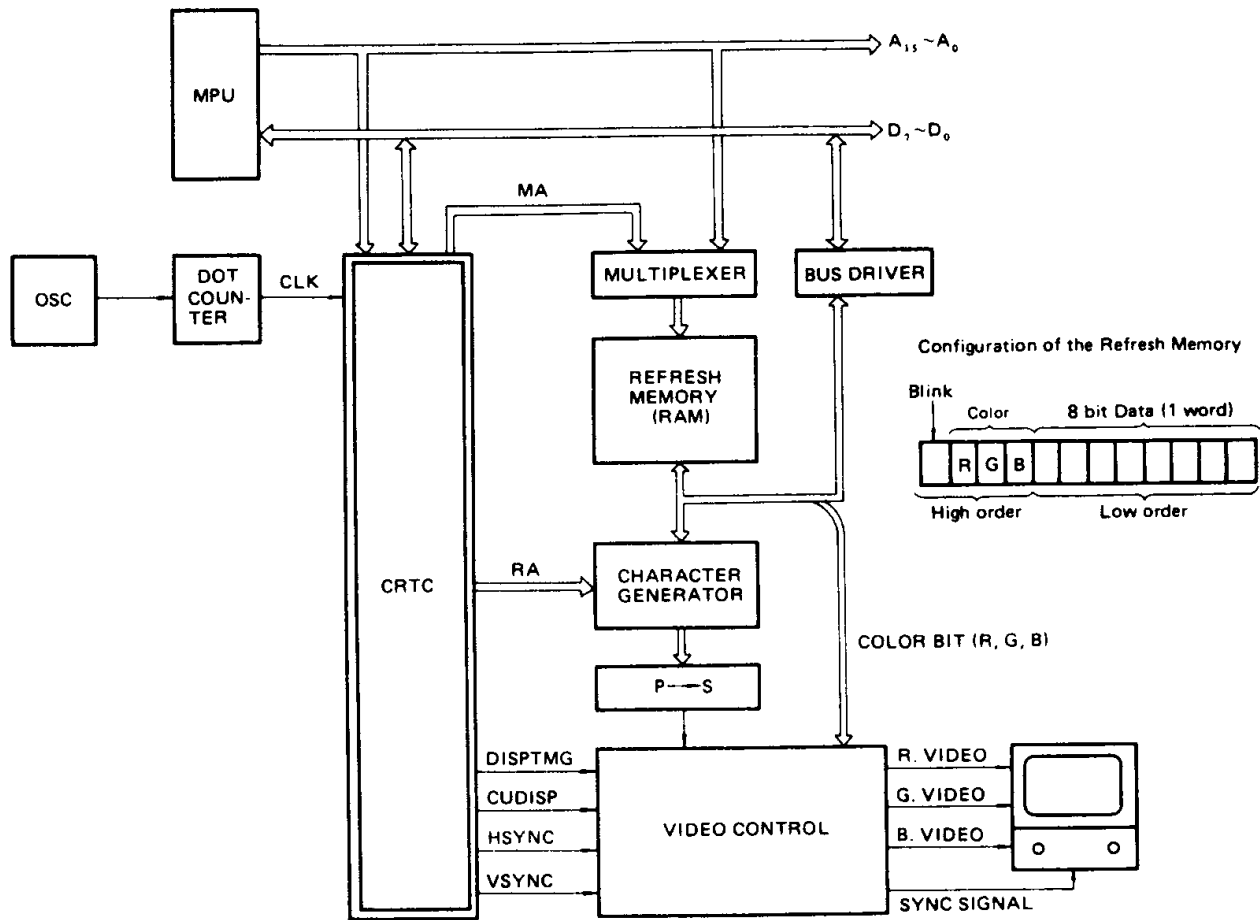 A₁₅~A₀
MPU
D₇~D₀
MA
OSC
DOT
COUN-
TER
CLK
MULTIPLEXER
BUS DRIVER
REFRESH
MEMORY
(RAM)
Configuration of the Refresh Memory
Blink
Color
8 bit Data (1 word)
R G B
High order
Low order
CRTC
RA
CHARACTER
GENERATOR
COLOR BIT (R, G, B)
P → S
DISPTMG
CUDISP
HSYNC
VSYNC
VIDEO CONTROL
R. VIDEO
G. VIDEO
B. VIDEO
SYNC SIGNAL